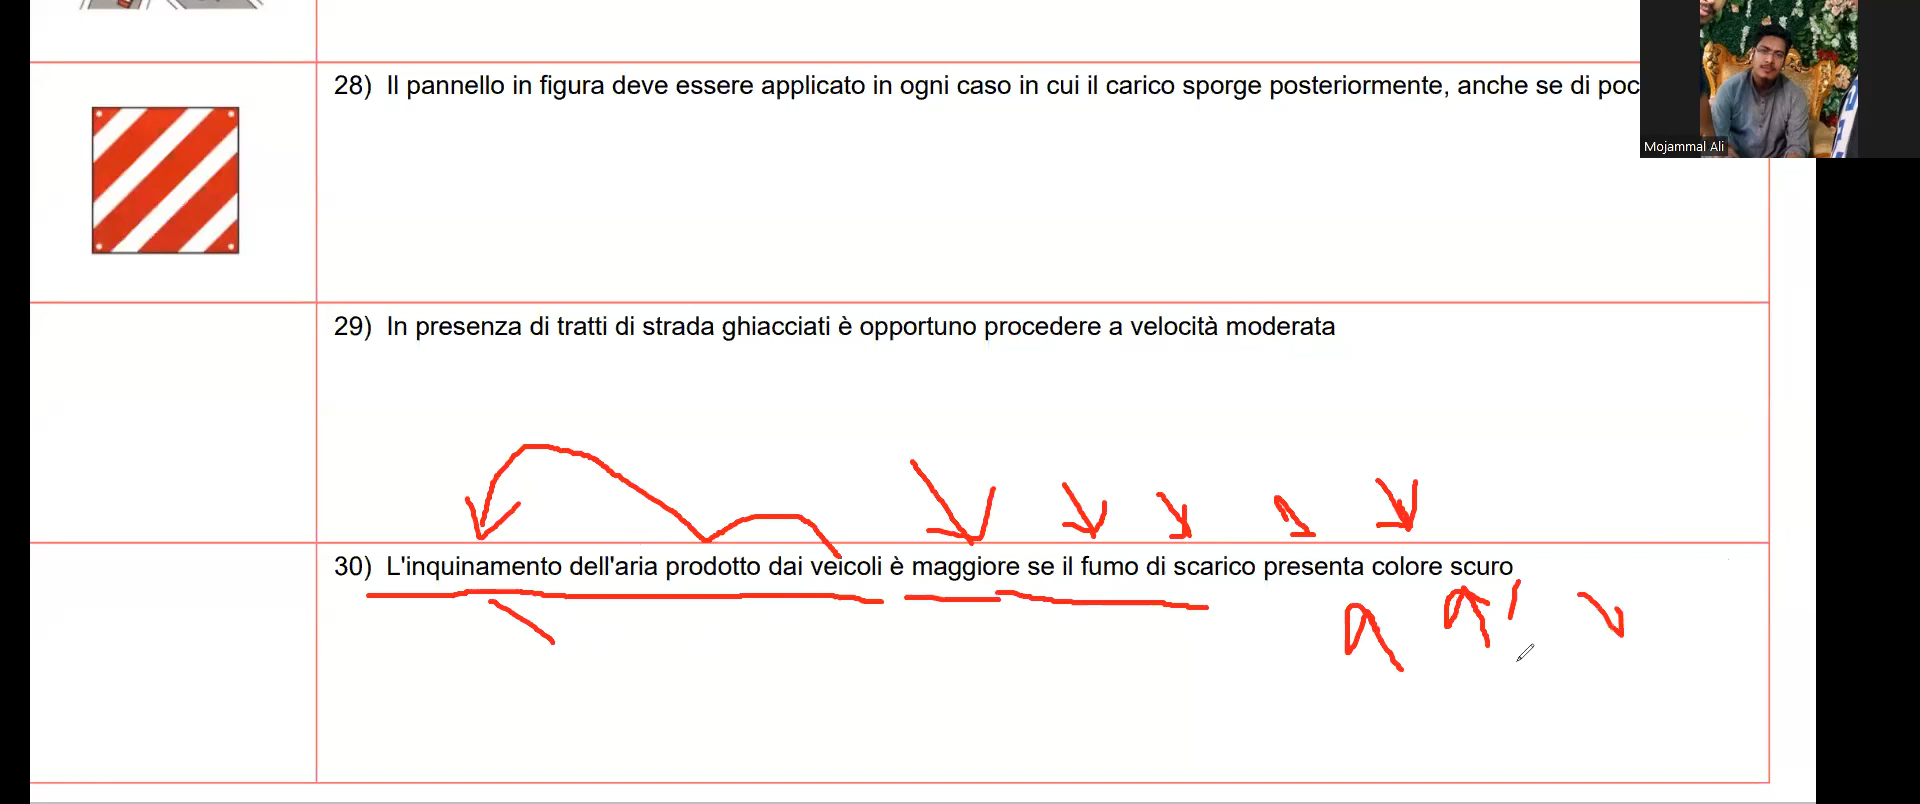 28) Il pannello in figura deve essere applicato in ogni caso in cui il carico sporge posteriormente, anche se di poc
Mojammal Ali
29) In presenza di tratti di strada ghiacciati è opportuno procedere a velocità moderata
30) L'inquinamento dell'aria prodotto dai veicoli è maggiore se il fumo di scarico presenta colore scuro